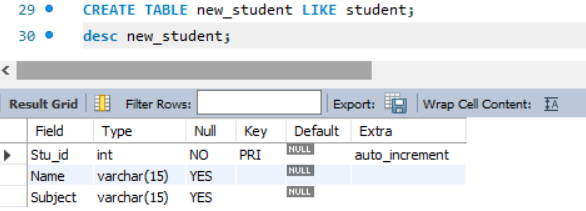 29 CREATE TABLE new_student LIKE student;
30 desc new_student;
Result Grid Filter Rows: Export: Wrap Cell Content: IA
Field Type Null Key Default Extra
Stu_id int NO PRI NULL auto_increment
Name varchar(15) YES NULL
Subject varchar(15) YES NULL